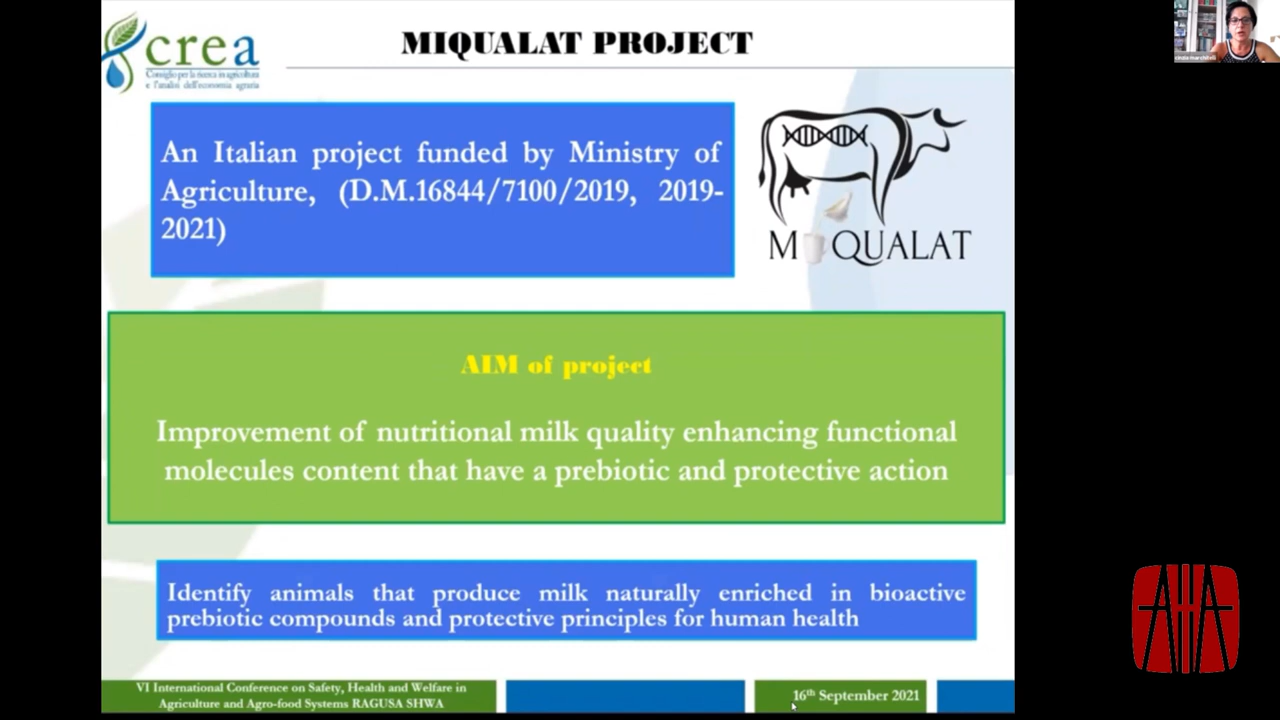 crea
Consiglio per la ricerca in agricoltura
e l'analisi dell'economia agraria
MIQUALAT PROJECT
cinzia marchitelli
An Italian project funded by Ministry of
Agriculture, (D.M.16844/7100/2019, 2019-
2021)
M QUALAT
AIM of project
Improvement of nutritional milk quality enhancing functional
molecules content that have a prebiotic and protective action
Identify animals that produce milk naturally enriched in bioactive
prebiotic compounds and protective principles for human health
AIIA
VI International Conference on Safety, Health and Welfare in
Agriculture and Agro-food Systems RAGUSA SHWA
16th September 2021